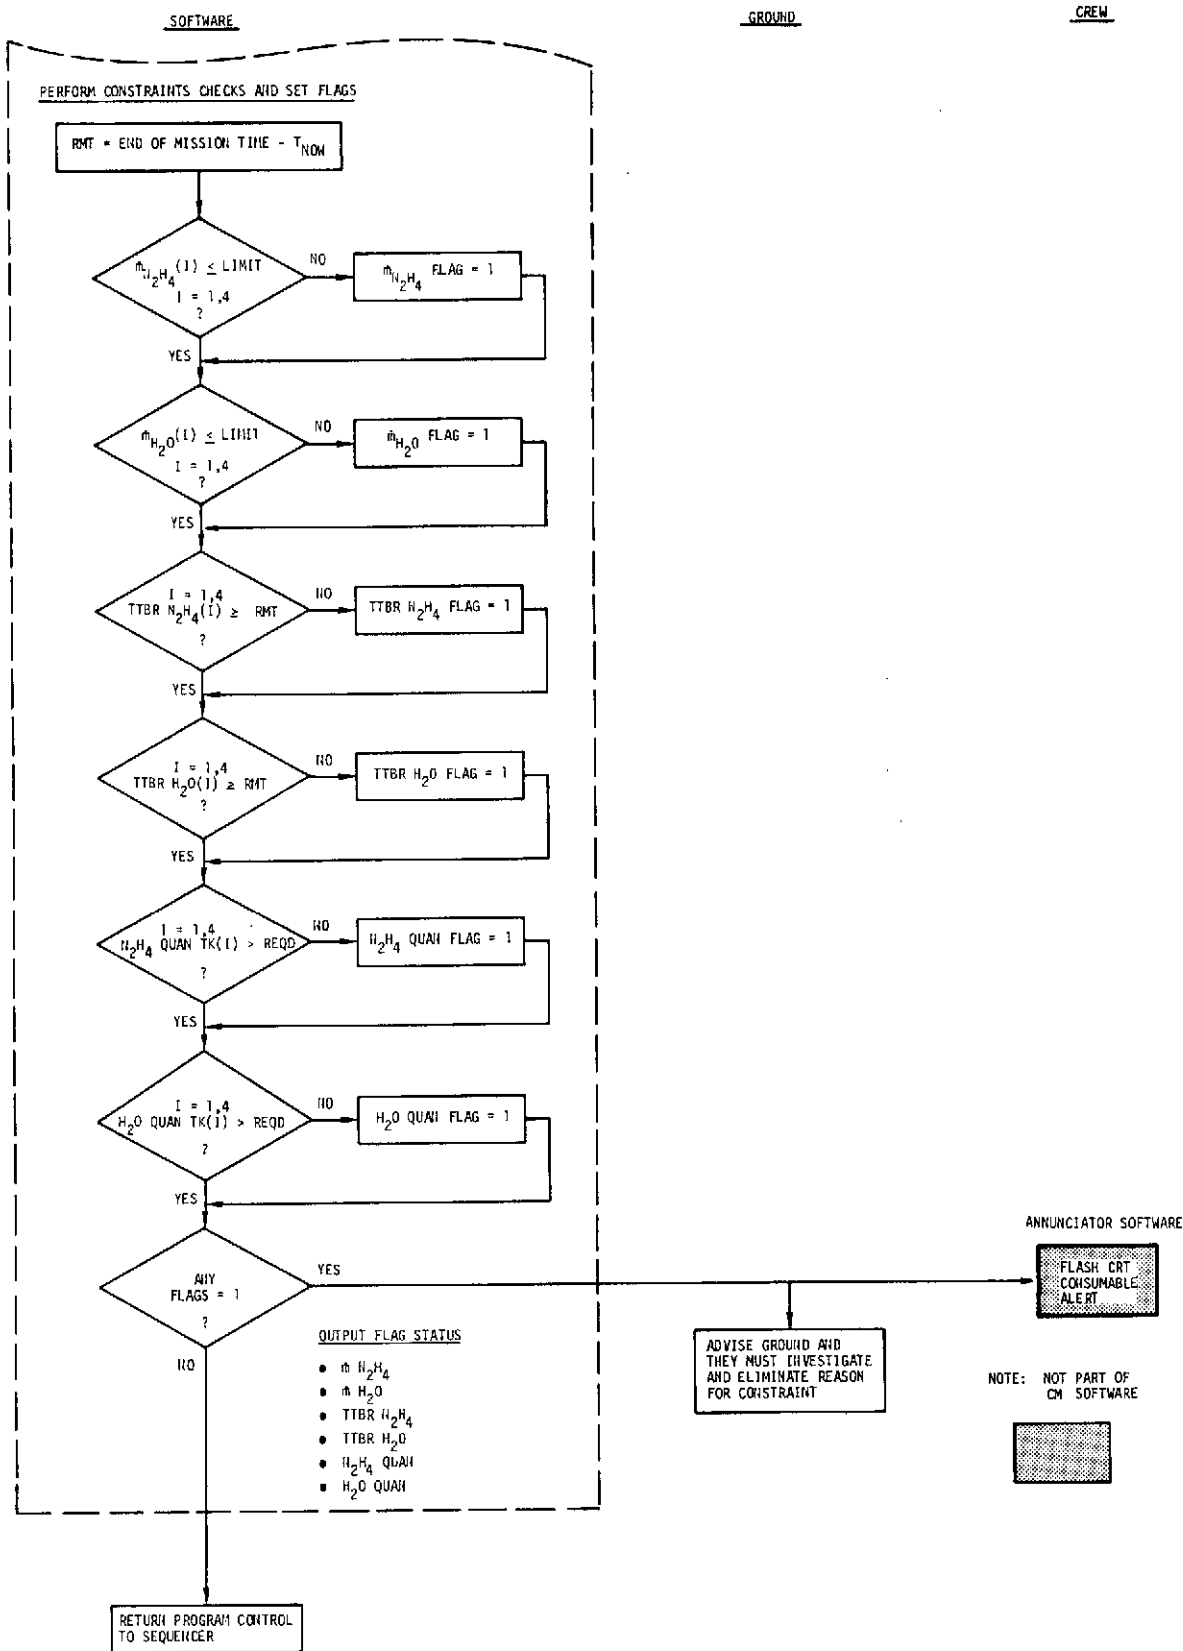 SOFTWARE
GROUND
CREW
PERFORM CONSTRAINTS CHECKS AND SET FLAGS
RMT = END OF MISSION TIME - T_NOW
ṁ_N₂H₄(I) ≤ LIMIT
I = 1,4
?
NO
ṁ_N₂H₄ FLAG = 1
YES
ṁ_H₂O(I) ≤ LIMIT
I = 1,4
?
NO
ṁ_H₂O FLAG = 1
YES
I = 1,4
TTBR N₂H₄(I) ≥ RMT
?
NO
TTBR N₂H₄ FLAG = 1
YES
I = 1,4
TTBR H₂O(I) ≥ RMT
?
NO
TTBR H₂O FLAG = 1
YES
I = 1,4
N₂H₄ QUAN TK(I) > REQD
?
NO
N₂H₄ QUAN FLAG = 1
YES
I = 1,4
H₂O QUAN TK(I) > REQD
?
NO
H₂O QUAN FLAG = 1
YES
ANY
FLAGS = 1
?
YES
NO
ANNUNCIATOR SOFTWARE
FLASH CRT
CONSUMABLE
ALERT
ADVISE GROUND AND
THEY MUST INVESTIGATE
AND ELIMINATE REASON
FOR CONSTRAINT
NOTE: NOT PART OF
CM SOFTWARE
OUTPUT FLAG STATUS
• ṁ N₂H₄
• ṁ H₂O
• TTBR N₂H₄
• TTBR H₂O
• N₂H₄ QUAN
• H₂O QUAN
RETURN PROGRAM CONTROL
TO SEQUENCER